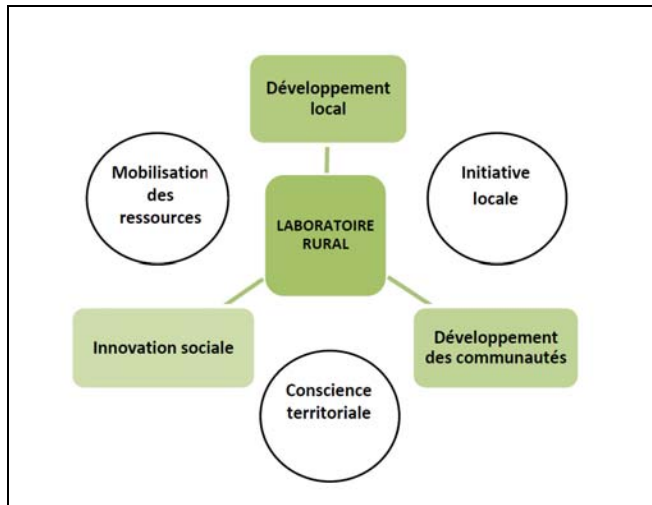 Développement
local
Mobilisation
des
ressources
Initiative
locale
LABORATOIRE
RURAL
Innovation sociale
Développement
des communautés
Conscience
territoriale